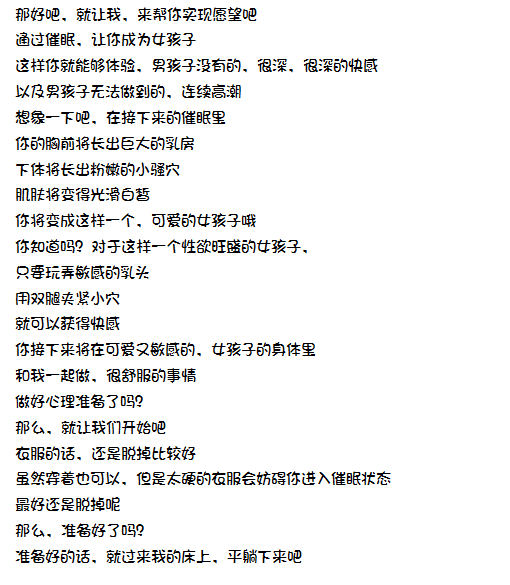 那好吧，就让我，来帮你实现愿望吧
通过催眠，让你成为女孩子
这样你就能够体验，男孩子没有的，很深，很深的快感
以及男孩子无法做到的，连续高潮
想象一下吧，在接下来的催眠里
你的胸前将长出巨大的乳房
下体将长出粉嫩的小骚穴
肌肤将变得光滑白皙
你将变成这样一个，可爱的女孩子哦
你知道吗？对于这样一个性欲旺盛的女孩子，
只要玩弄敏感的乳头
用双腿夹紧小穴
就可以获得快感
你接下来将在可爱又敏感的，女孩子的身体里
和我一起做，很舒服的事情
做好心理准备了吗？
那么，就让我们开始吧
衣服的话，还是脱掉比较好
虽然穿着也可以，但是太硬的衣服会妨碍你进入催眠状态
最好还是脱掉呢
那么，准备好了吗？
准备好的话，就过来我的床上，平躺下来吧